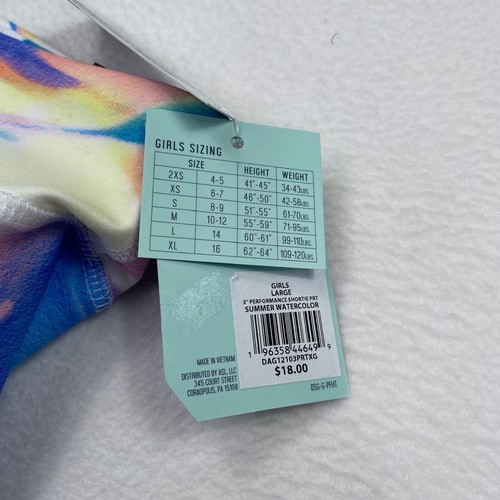 GIRLS SIZING
SIZE HEIGHT WEIGHT
2XS 4-5 41"-45" 34-43LBS.
XS 6-7 46"-50" 42-58LBS.
S 8-9 51"-55" 61-70LBS.
M 10-12 55"-59" 71-95LBS.
L 14 60"-61" 99-110LBS.
XL 16 62"-64" 109-120LBS.
GIRLS
LARGE
3" PERFORMANCE SHORTIE PRT
SUMMER WATERCOLOR
1 96358 44649 9
DAG12103PRTXG
$18.00
MADE IN VIETNAM
DISTRIBUTED BY ASL, LLC
345 COURT STREET
CORAOPOLIS, PA 15108
DSG-G-PFHT